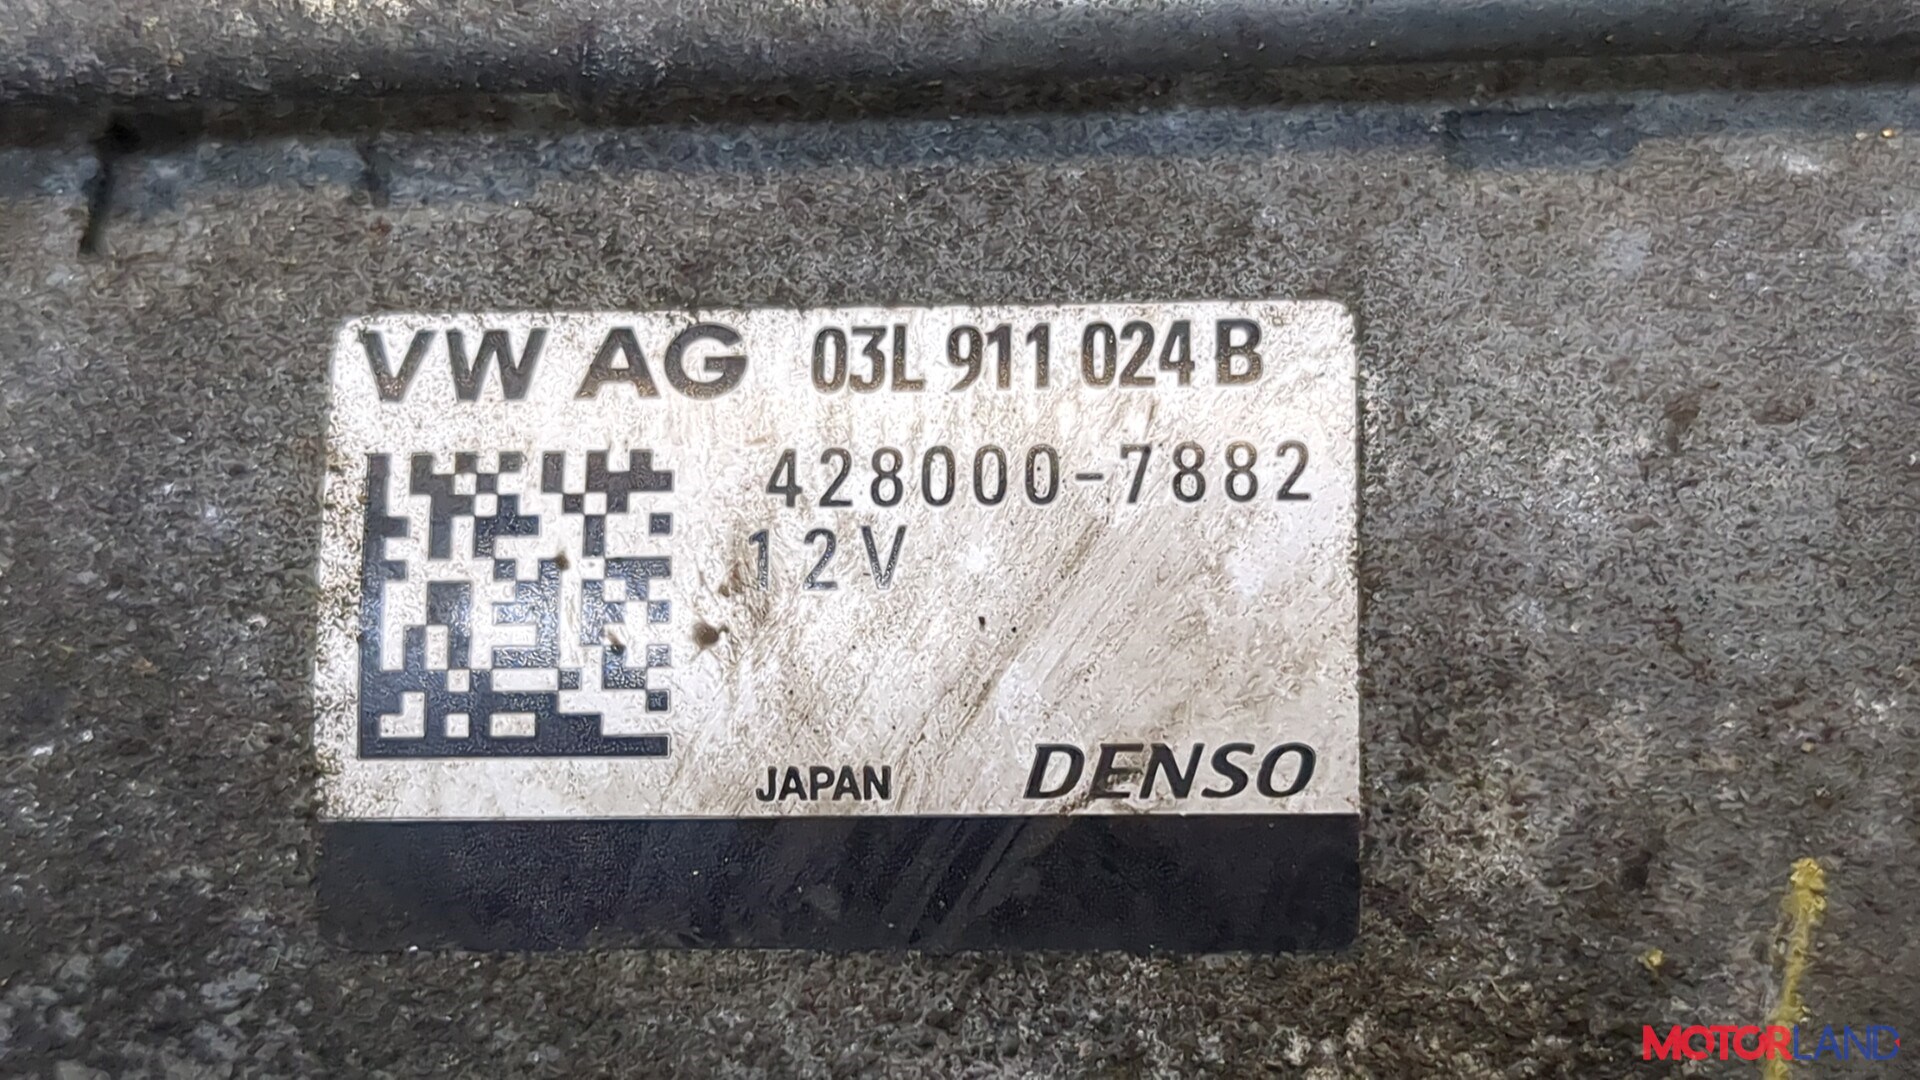 VW AG 03L 911 024 B
428000-7882
12V
JAPAN DENSO
MOTORLAND